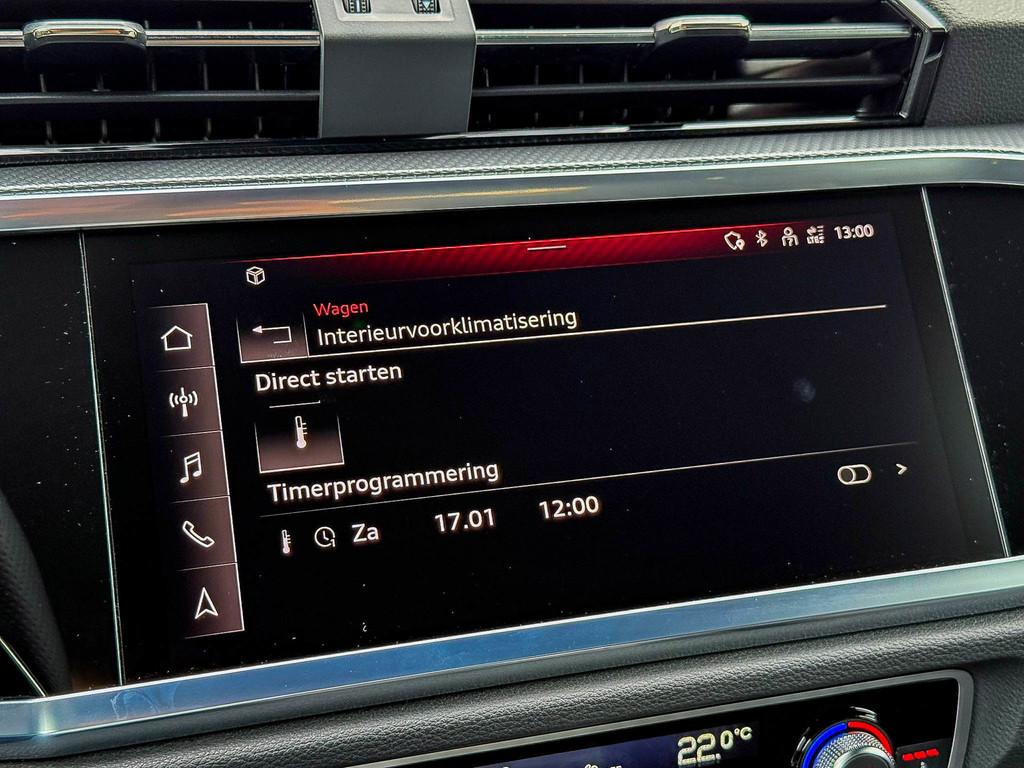 13:00
Wagen
Interieurvoorklimatisering
Direct starten
Timerprogrammering
Za 17.01 12:00
22.0°C